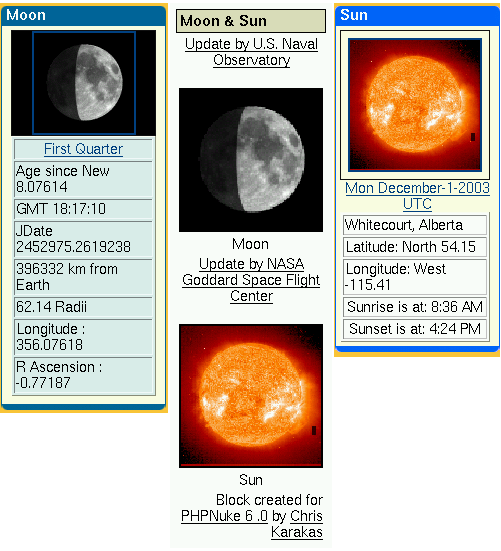 Moon
First Quarter
Age since New
8.07614
GMT 18:17:10
JDate
2452975.2619238
396332 km from
Earth
62.14 Radii
Longitude :
356.07618
R Ascension :
-0.77187
Moon & Sun
Update by U.S. Naval
Observatory
Moon
Update by NASA
Goddard Space Flight
Center
Sun
Block created for
PHPNuke 6 .0 by Chris
Karakas
Sun
Mon December-1-2003
UTC
Whitecourt, Alberta
Latitude: North 54.15
Longitude: West
-115.41
Sunrise is at: 8:36 AM
Sunset is at: 4:24 PM